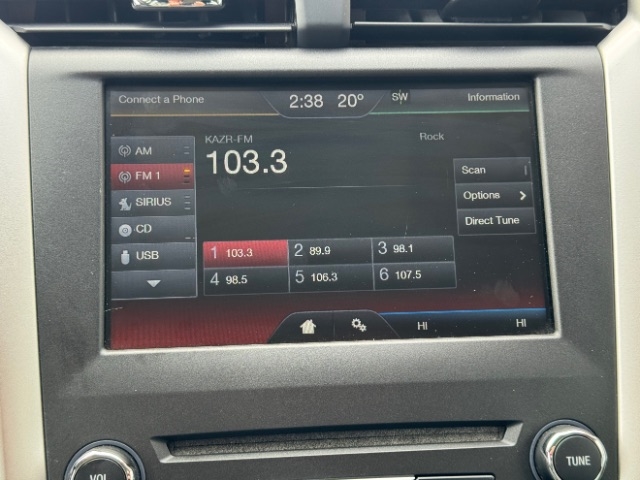 Connect a Phone 2:38 20° SW Information
AM
FM 1
SIRIUS
CD
USB
KAZR-FM Rock
103.3
Scan
Options >
Direct Tune
1 103.3 2 89.9 3 98.1
4 98.5 5 106.3 6 107.5
HI HI
VOL
TUNE